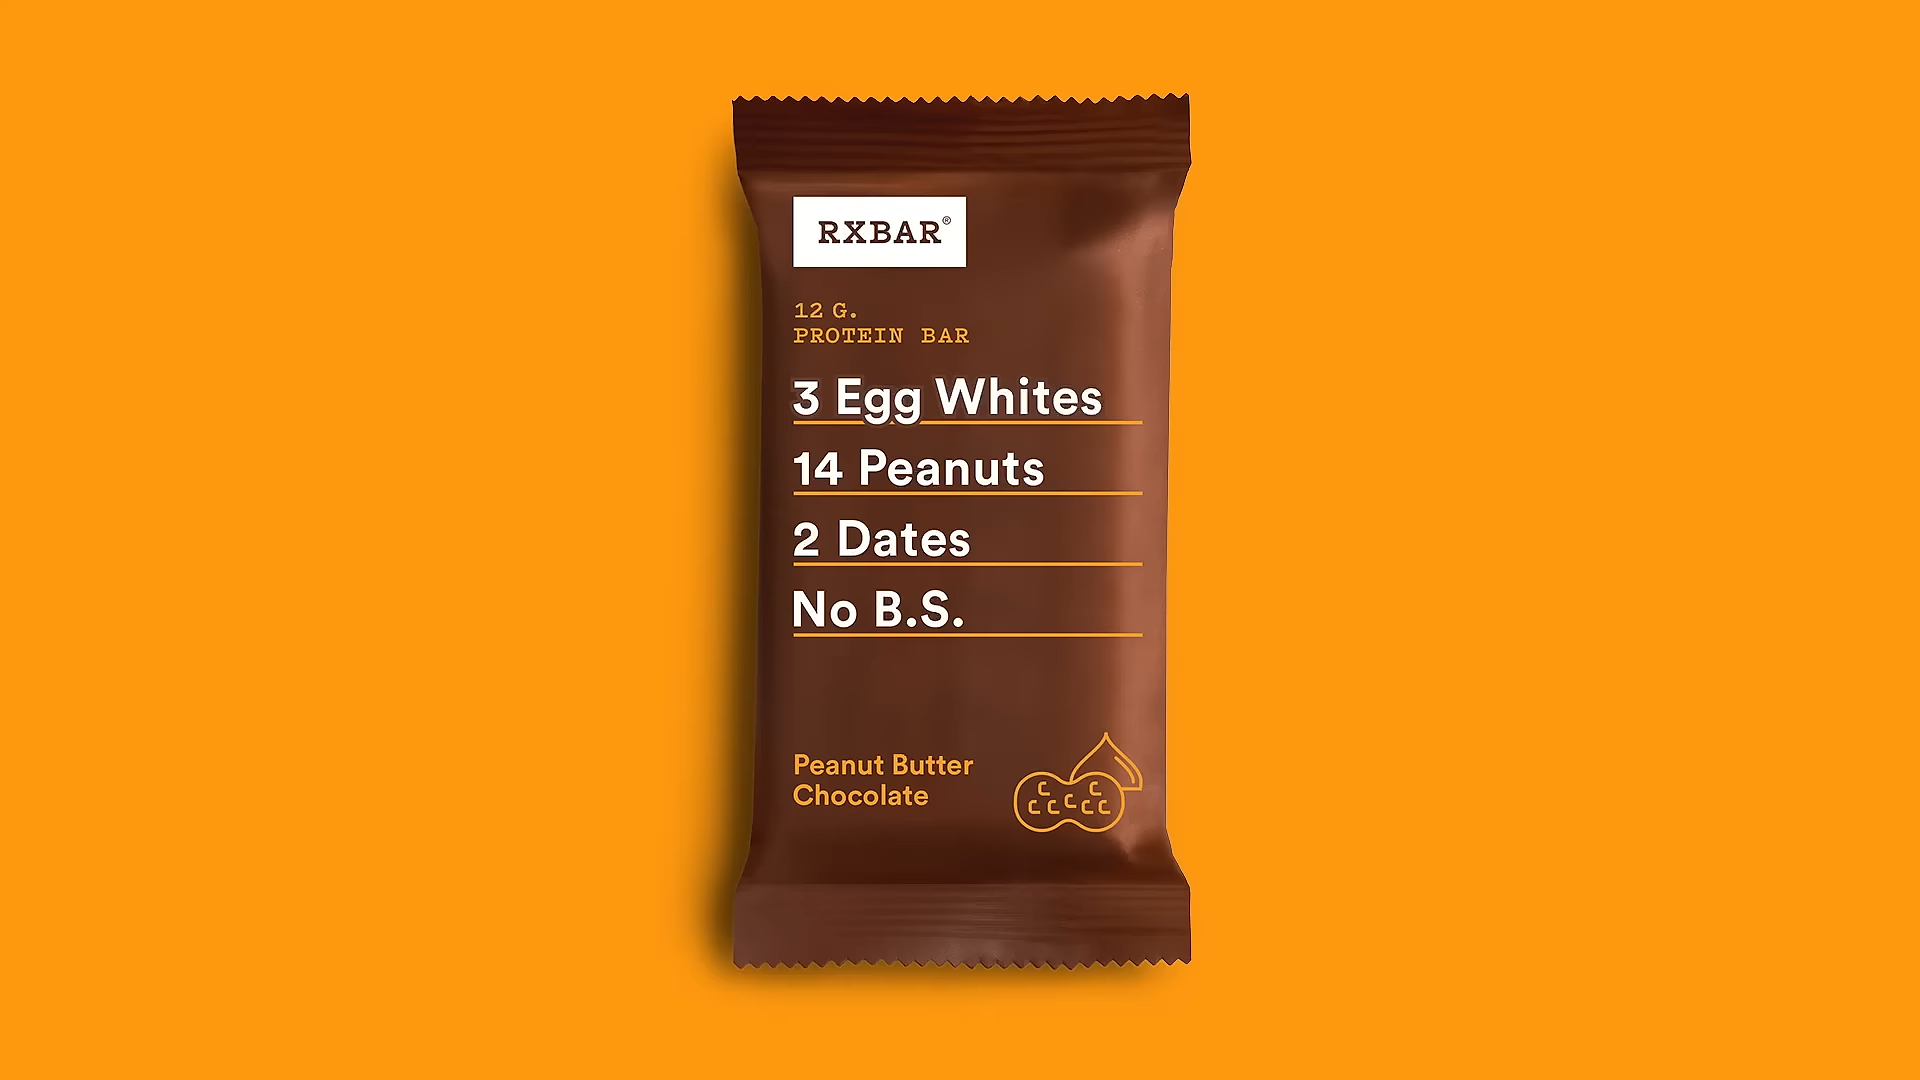 RXBAR®
12 G.
PROTEIN BAR
3 Egg Whites
14 Peanuts
2 Dates
No B.S.
Peanut Butter
Chocolate